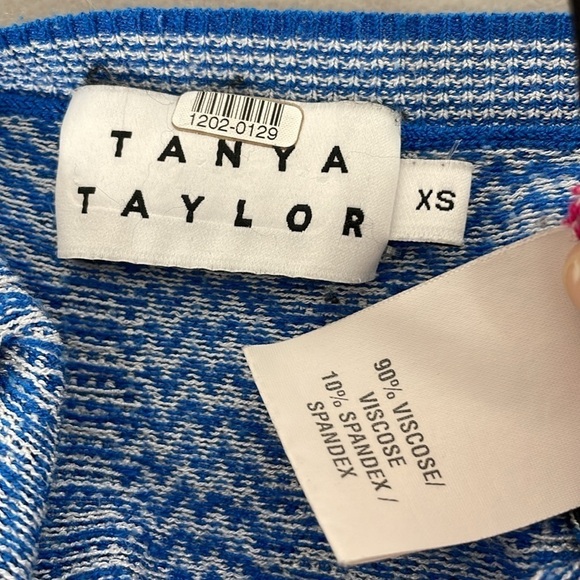 1202-0129
TANYA
TAYLOR
XS
90% VISCOSE/
VISCOSE
10% SPANDEX /
SPANDEX